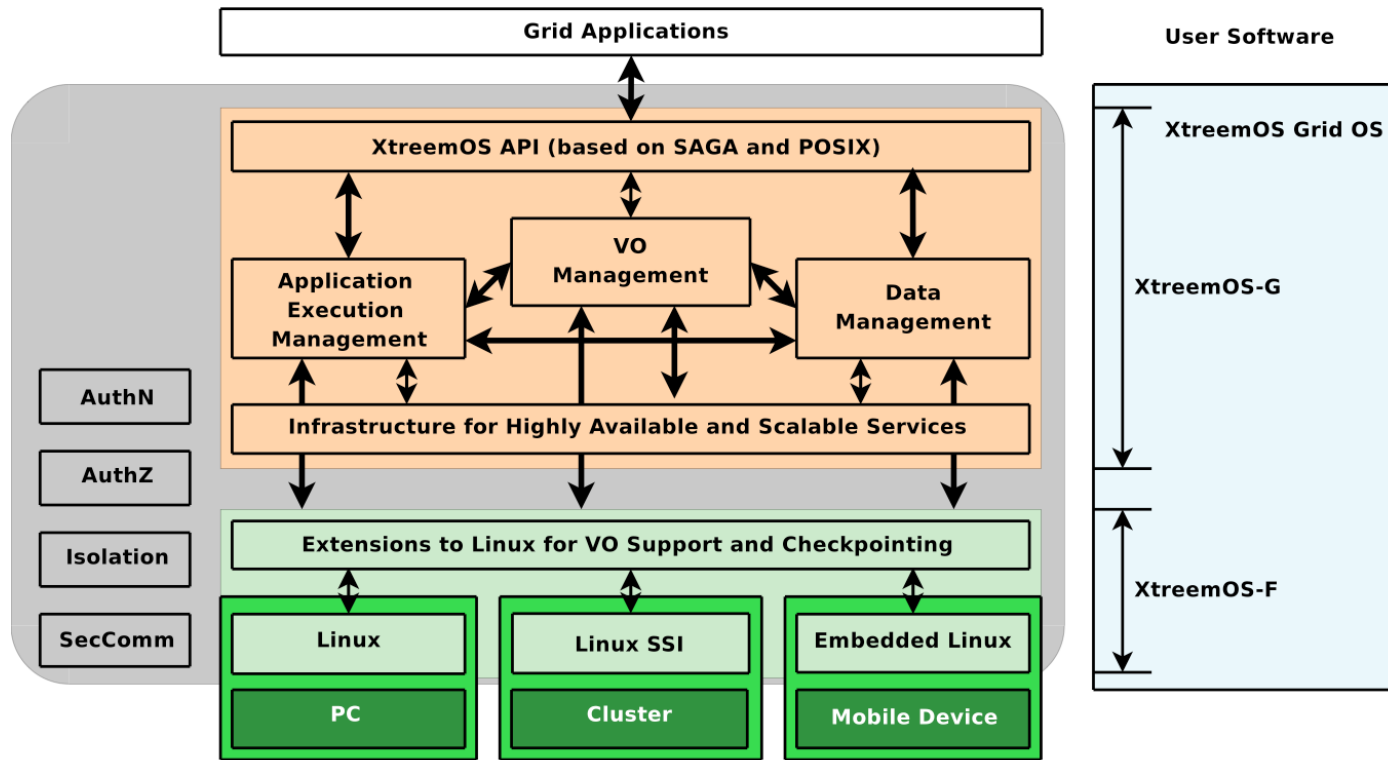 Grid Applications
User Software
XtreemOS API (based on SAGA and POSIX)
XtreemOS Grid OS
VO
Management
Application
Execution
Management
Data
Management
XtreemOS-G
AuthN
Infrastructure for Highly Available and Scalable Services
AuthZ
Extensions to Linux for VO Support and Checkpointing
Isolation
XtreemOS-F
SecComm
Linux
Linux SSI
Embedded Linux
PC
Cluster
Mobile Device